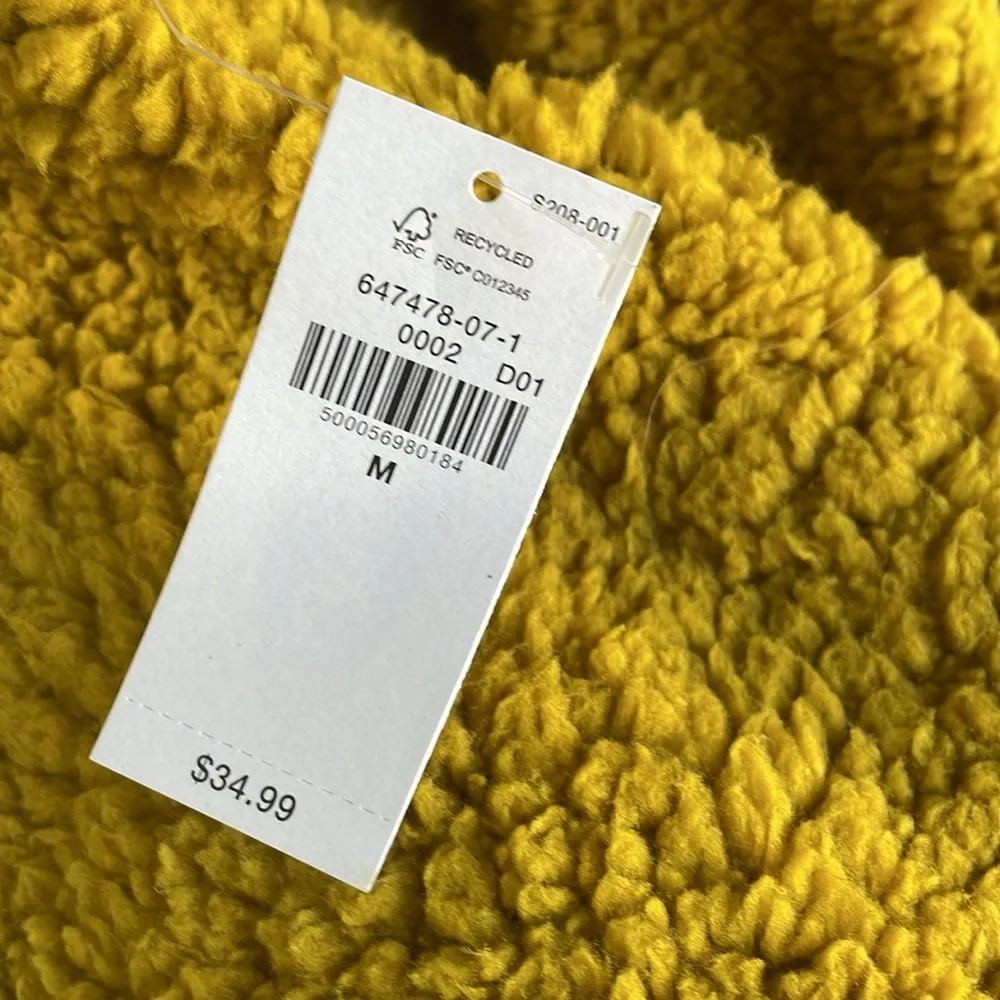 S208-001
RECYCLED
FSC FSC® C012345
647478-07-1
0002 D01
500056980184
M
$34.99